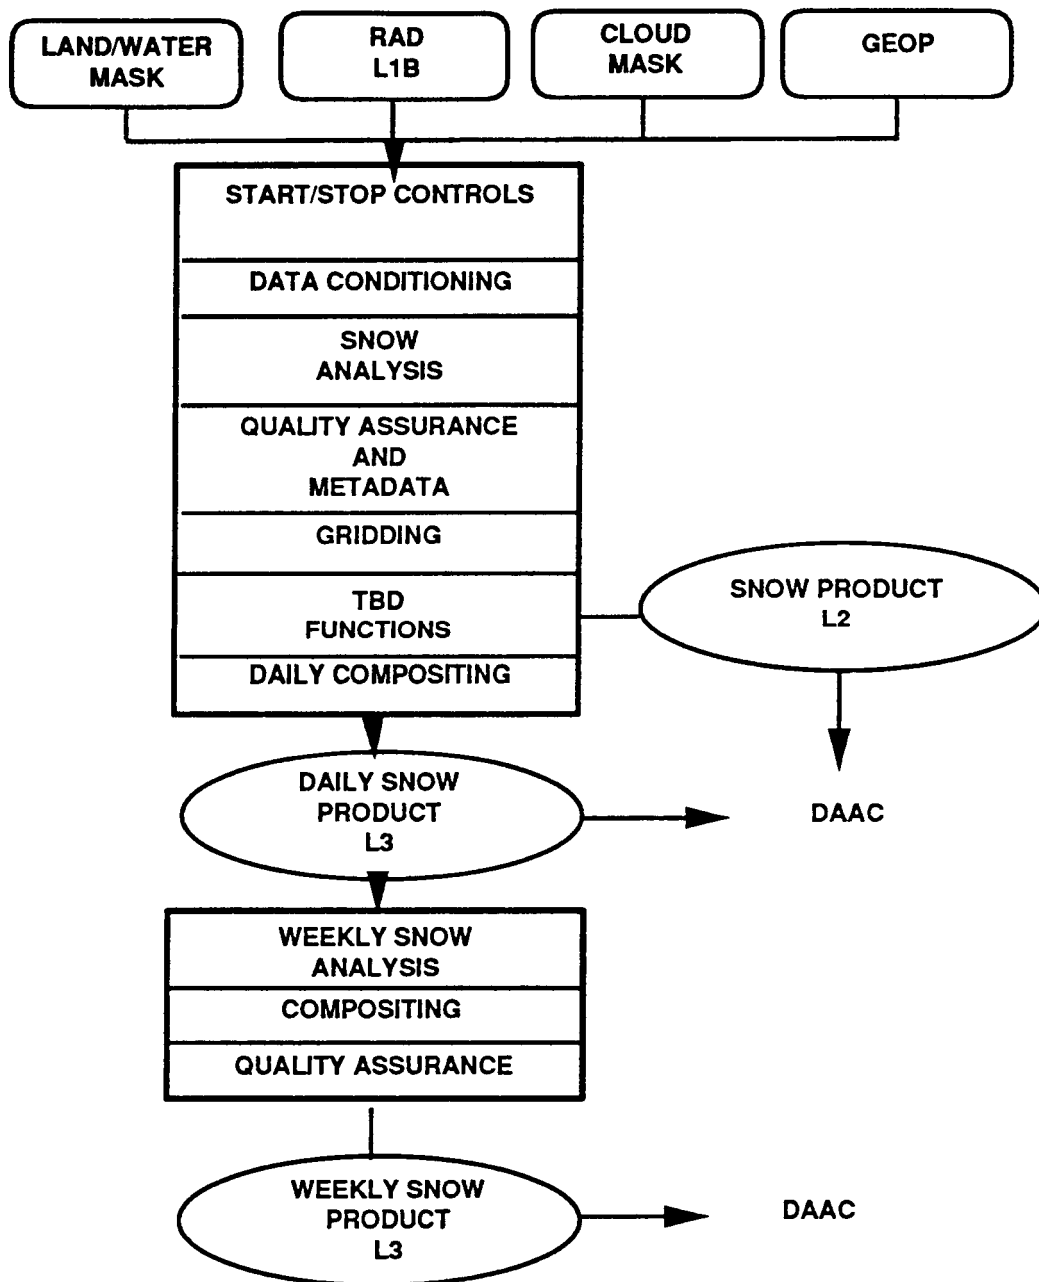 LAND/WATER
MASK
RAD
L1B
CLOUD
MASK
GEOP
START/STOP CONTROLS
DATA CONDITIONING
SNOW
ANALYSIS
QUALITY ASSURANCE
AND
METADATA
GRIDDING
TBD
FUNCTIONS
SNOW PRODUCT
L2
DAILY COMPOSITING
DAILY SNOW
PRODUCT
L3
DAAC
WEEKLY SNOW
ANALYSIS
COMPOSITING
QUALITY ASSURANCE
WEEKLY SNOW
PRODUCT
L3
DAAC